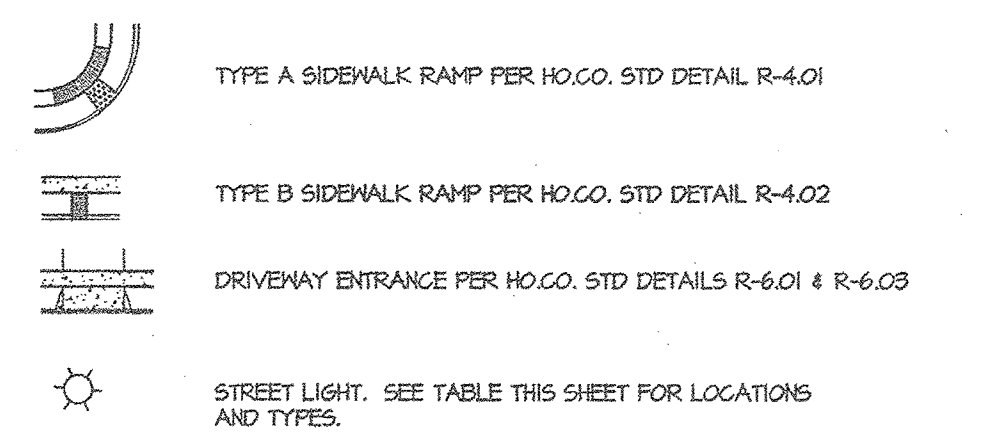 TYPE A SIDEWALK RAMP PER HO.CO. STD DETAIL R-4.01
TYPE B SIDEWALK RAMP PER HO.CO. STD DETAIL R-4.02
DRIVEWAY ENTRANCE PER HO.CO. STD DETAILS R-6.01 & R-6.03
STREET LIGHT. SEE TABLE THIS SHEET FOR LOCATIONS
AND TYPES.